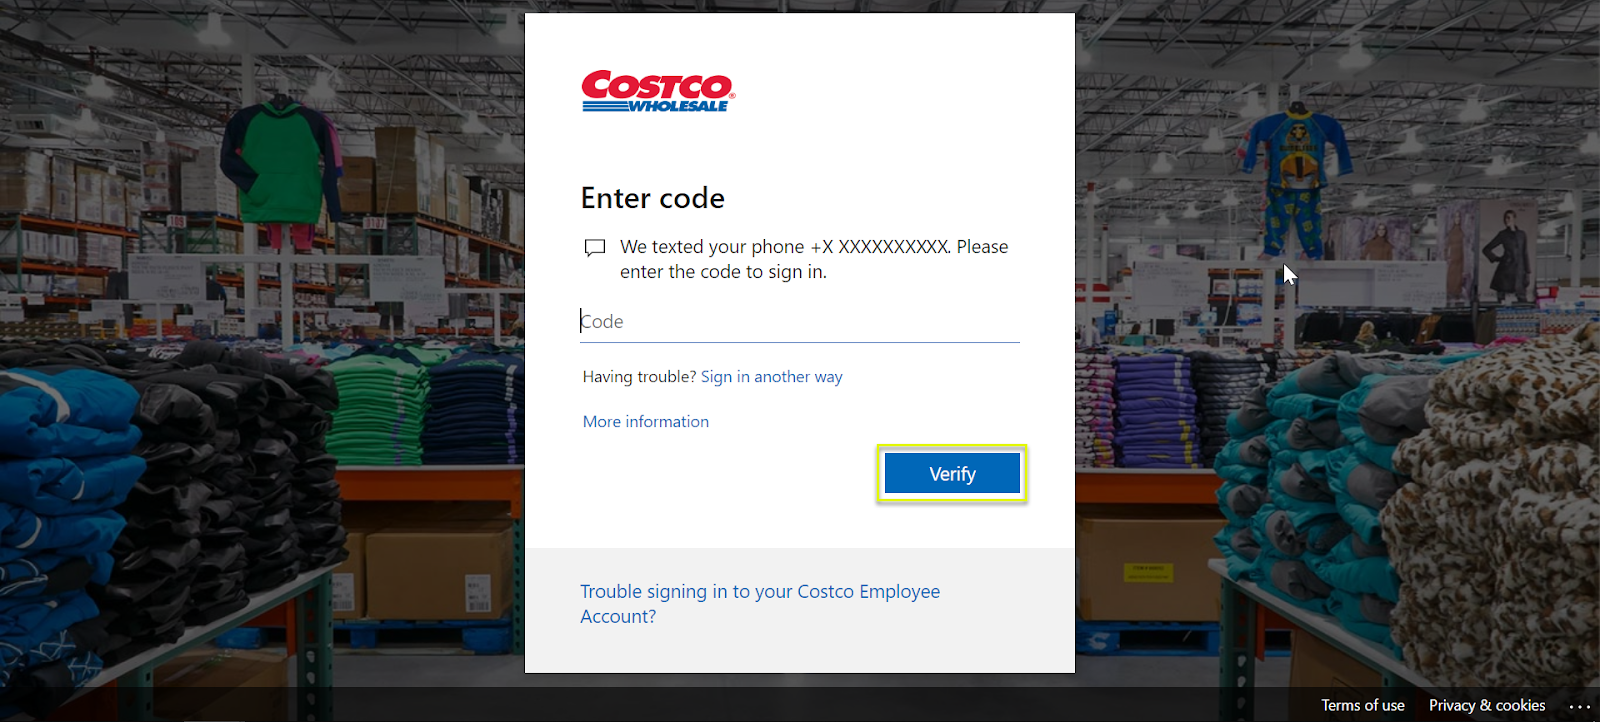 COSTCO
WHOLESALE
Enter code
We texted your phone +X XXXXXXXXXX. Please
enter the code to sign in.
Code
Having trouble? Sign in another way
More information
Verify
Trouble signing in to your Costco Employee
Account?
109
Terms of use
Privacy & cookies